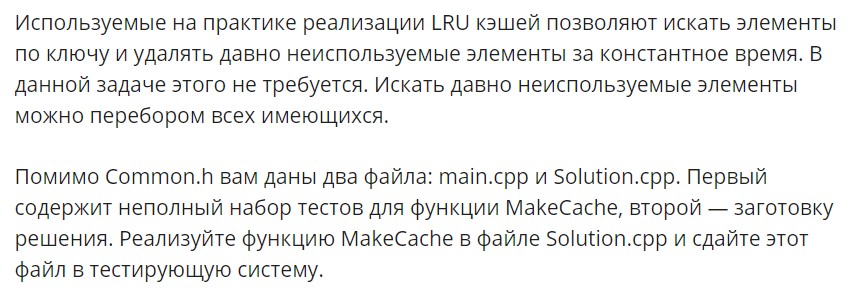 Используемые на практике реализации LRU кэшей позволяют искать элементы
по ключу и удалять давно неиспользуемые элементы за константное время. В
данной задаче этого не требуется. Искать давно неиспользуемые элементы
можно перебором всех имеющихся.
Помимо Common.h вам даны два файла: main.cpp и Solution.cpp. Первый
содержит неполный набор тестов для функции MakeCache, второй — заготовку
решения. Реализуйте функцию MakeCache в файле Solution.cpp и сдайте этот
файл в тестирующую систему.